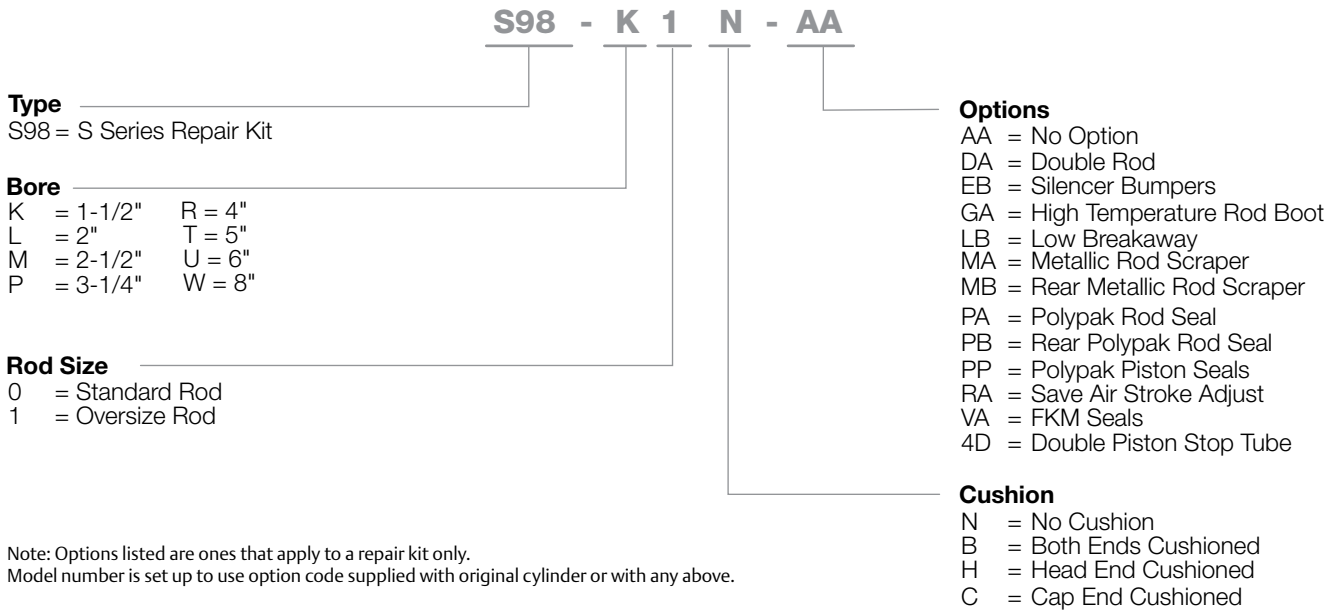 S98 - K 1 N - AA
Type
S98 = S Series Repair Kit
Bore
K = 1-1/2" R = 4"
L = 2" T = 5"
M = 2-1/2" U = 6"
P = 3-1/4" W = 8"
Rod Size
0 = Standard Rod
1 = Oversize Rod
Options
AA = No Option
DA = Double Rod
EB = Silencer Bumpers
GA = High Temperature Rod Boot
LB = Low Breakaway
MA = Metallic Rod Scraper
MB = Rear Metallic Rod Scraper
PA = Polypak Rod Seal
PB = Rear Polypak Rod Seal
PP = Polypak Piston Seals
RA = Save Air Stroke Adjust
VA = FKM Seals
4D = Double Piston Stop Tube
Cushion
N = No Cushion
B = Both Ends Cushioned
H = Head End Cushioned
C = Cap End Cushioned
Note: Options listed are ones that apply to a repair kit only.
Model number is set up to use option code supplied with original cylinder or with any above.